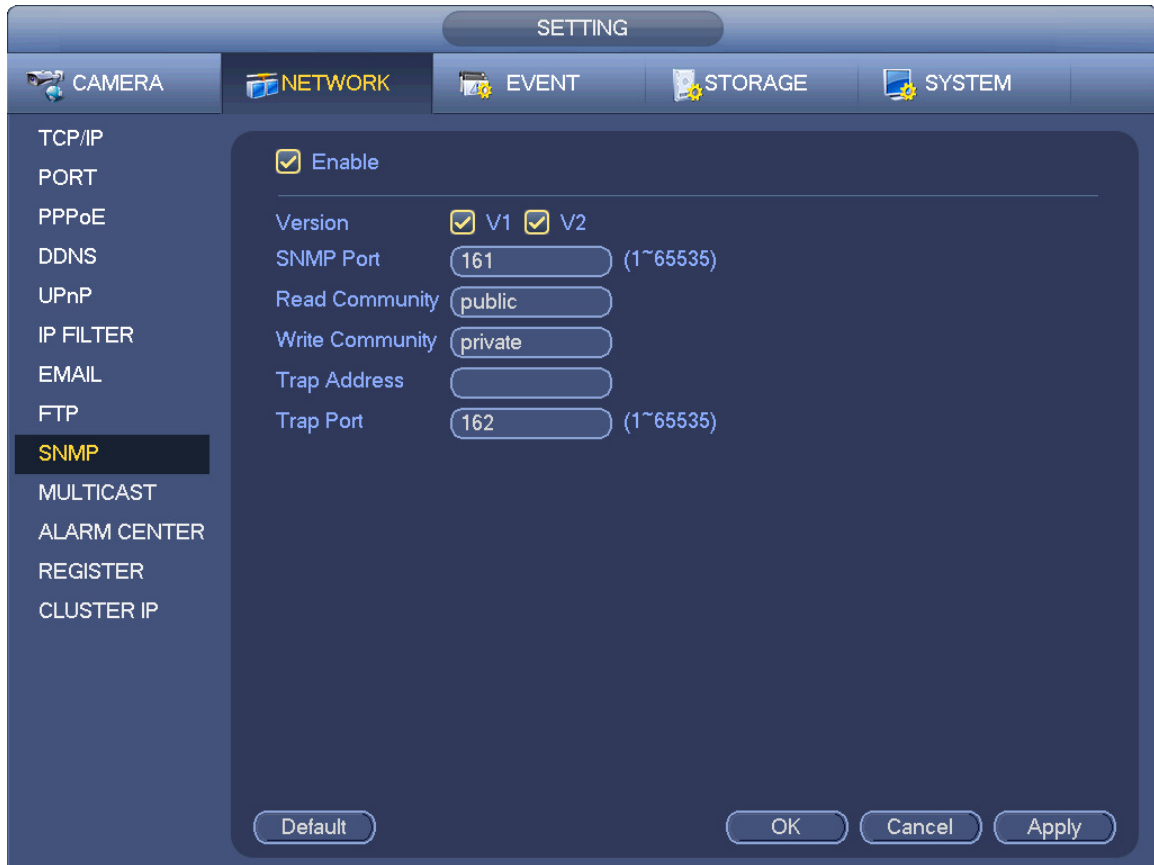 SETTING
CAMERA NETWORK EVENT STORAGE SYSTEM
TCP/IP
PORT
PPPoE
DDNS
UPnP
IP FILTER
EMAIL
FTP
SNMP
MULTICAST
ALARM CENTER
REGISTER
CLUSTER IP
Enable
Version V1 V2
SNMP Port 161 (1~65535)
Read Community public
Write Community private
Trap Address
Trap Port 162 (1~65535)
Default OK Cancel Apply